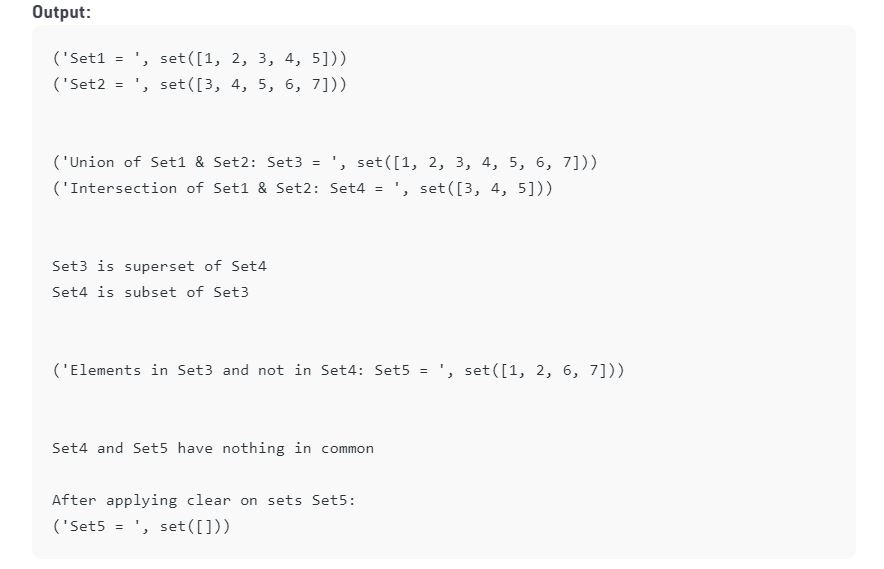 Output:
('Set1 = ', set([1, 2, 3, 4, 5]))
('Set2 = ', set([3, 4, 5, 6, 7]))
('Union of Set1 & Set2: Set3 = ', set([1, 2, 3, 4, 5, 6, 7]))
('Intersection of Set1 & Set2: Set4 = ', set([3, 4, 5]))
Set3 is superset of Set4
Set4 is subset of Set3
('Elements in Set3 and not in Set4: Set5 = ', set([1, 2, 6, 7]))
Set4 and Set5 have nothing in common
After applying clear on sets Set5:
('Set5 = ', set([]))